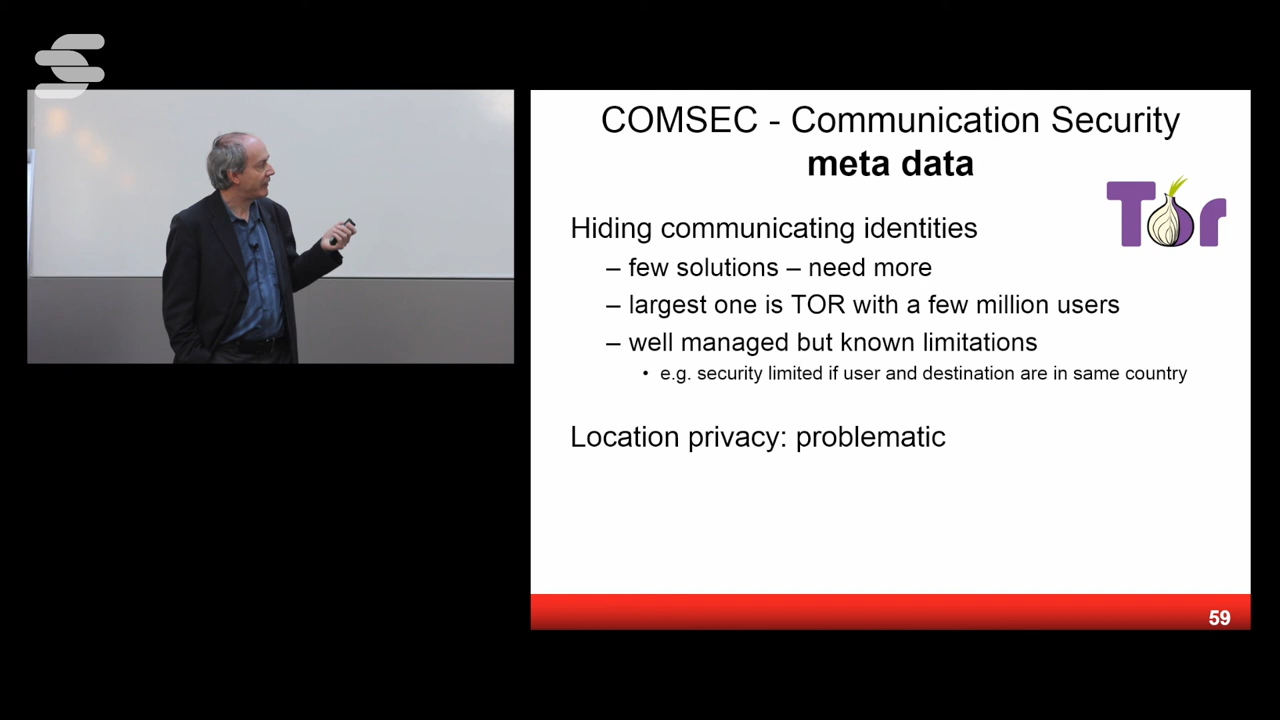 COMSEC - Communication Security
meta data
Tor
Hiding communicating identities
– few solutions – need more
– largest one is TOR with a few million users
– well managed but known limitations
• e.g. security limited if user and destination are in same country
Location privacy: problematic
59